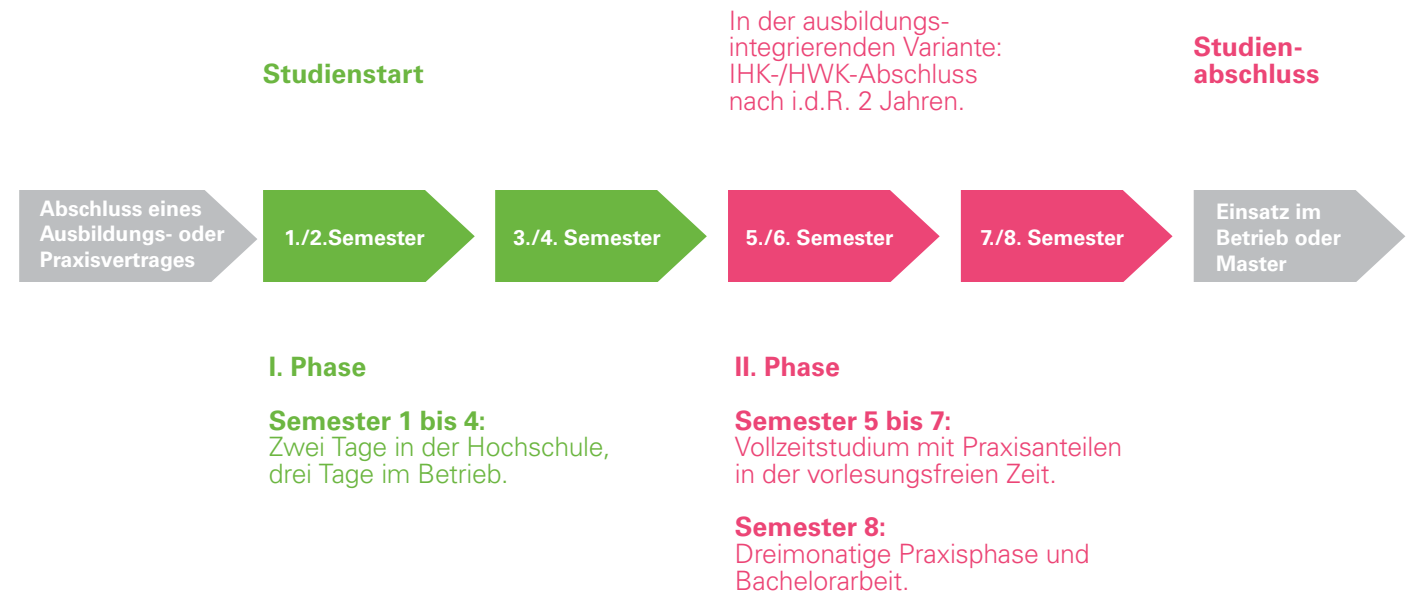 Studienstart
In der ausbildungs-
integrierenden Variante:
IHK-/HWK-Abschluss
nach i.d.R. 2 Jahren.
Studien-
abschluss
Abschluss eines
Ausbildungs- oder
Praxisvertrages
1./2.Semester
3./4. Semester
5./6. Semester
7./8. Semester
Einsatz im
Betrieb oder
Master
I. Phase
Semester 1 bis 4:
Zwei Tage in der Hochschule,
drei Tage im Betrieb.
II. Phase
Semester 5 bis 7:
Vollzeitstudium mit Praxisanteilen
in der vorlesungsfreien Zeit.
Semester 8:
Dreimonatige Praxisphase und
Bachelorarbeit.